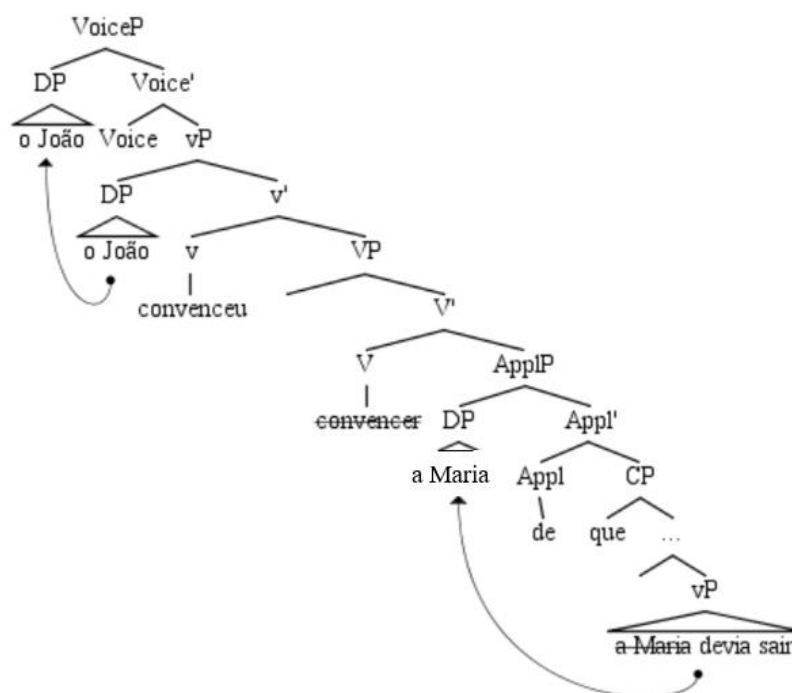 VoiceP
DP Voice'
o João Voice vP
DP v'
o João v VP
convenceu V'
V ApplP
convencer DP Appl'
a Maria Appl CP
de que ...
vP
a Maria devia sair